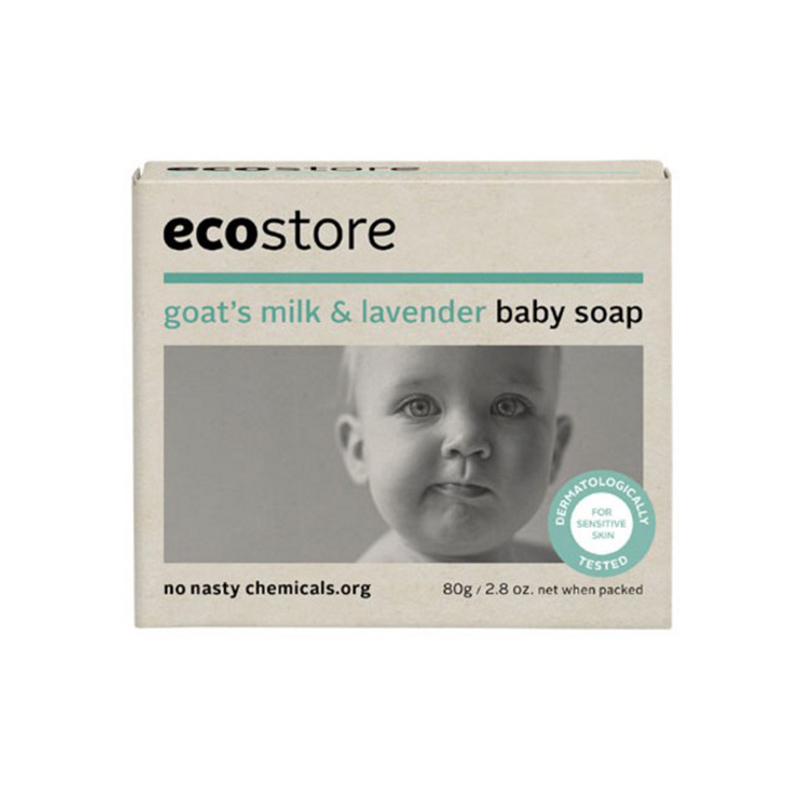 ecostore
ecostore
goat's milk & lavender baby soap
DERMATOLOGICALLY
FOR
SENSITIVE
SKIN
TESTED
no nasty chemicals.org
80g / 2.8 oz. net when packed